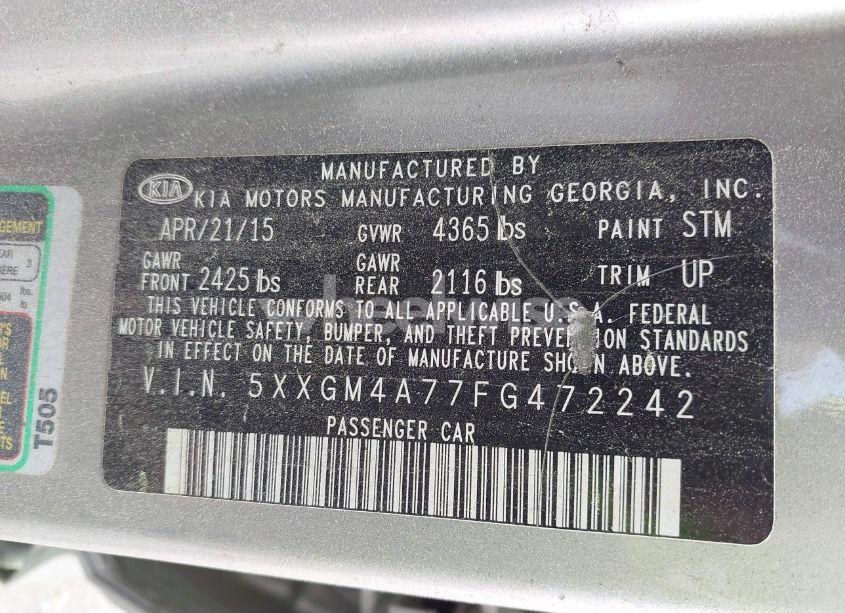 MANUFACTURED BY
KIA KIA MOTORS MANUFACTURING GEORGIA, INC.
APR/21/15 GVWR 4365 lbs PAINT STM
GAWR FRONT 2425 lbs GAWR REAR 2116 lbs TRIM UP
THIS VEHICLE CONFORMS TO ALL APPLICABLE U.S.A. FEDERAL
MOTOR VEHICLE SAFETY, BUMPER, AND THEFT PREVENTION STANDARDS
IN EFFECT ON THE DATE OF MANUFACTURE SHOWN ABOVE.
V.I.N. 5XXGM4A77FG472242
PASSENGER CAR
T505